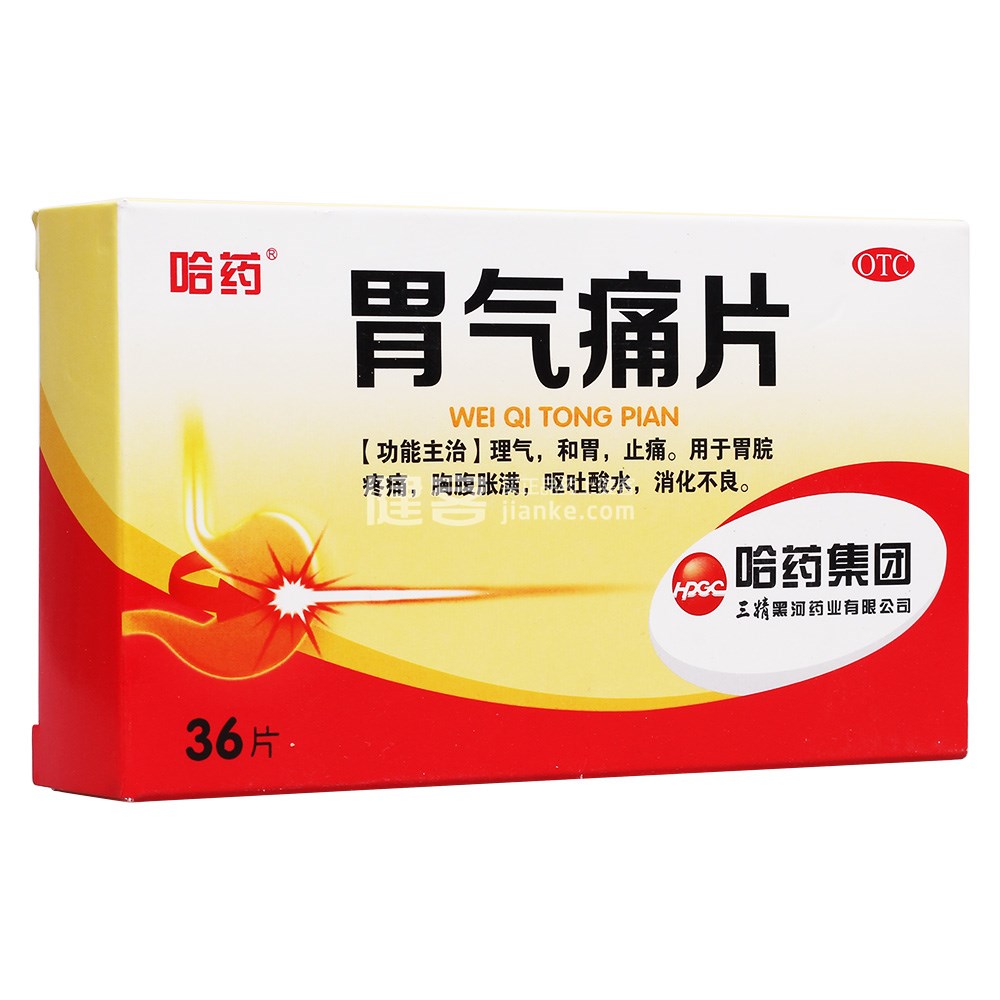 哈药®
OTC
胃气痛片
WEI QI TONG PIAN
【功能主治】理气，和胃，止痛。用于胃脘
疼痛，胸腹胀满，呕吐酸水，消化不良。
健客
jianke.com
HPGC
哈药集团
三精黑河药业有限公司
36片